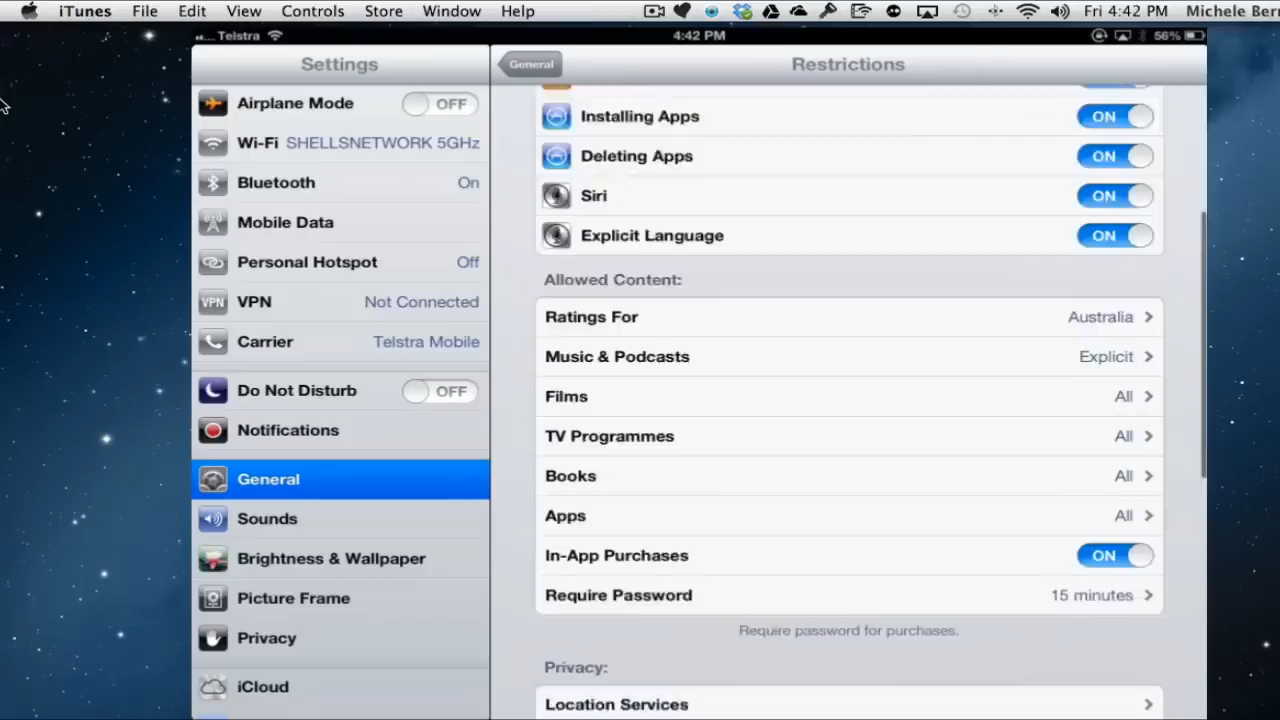 iTunes File Edit View Controls Store Window Help Fri 4:42 PM Michele Ber
Telstra 4:42 PM 56%
Settings General Restrictions
Airplane Mode OFF
Wi-Fi SHELLSNETWORK 5GHz
Bluetooth On
Mobile Data
Personal Hotspot Off
VPN VPN Not Connected
Carrier Telstra Mobile
Do Not Disturb OFF
Notifications
General
Sounds
Brightness & Wallpaper
Picture Frame
Privacy
iCloud
Installing Apps ON
Deleting Apps ON
Siri ON
Explicit Language ON
Allowed Content:
Ratings For Australia
Music & Podcasts Explicit
Films All
TV Programmes All
Books All
Apps All
In-App Purchases ON
Require Password 15 minutes
Require password for purchases.
Privacy:
Location Services